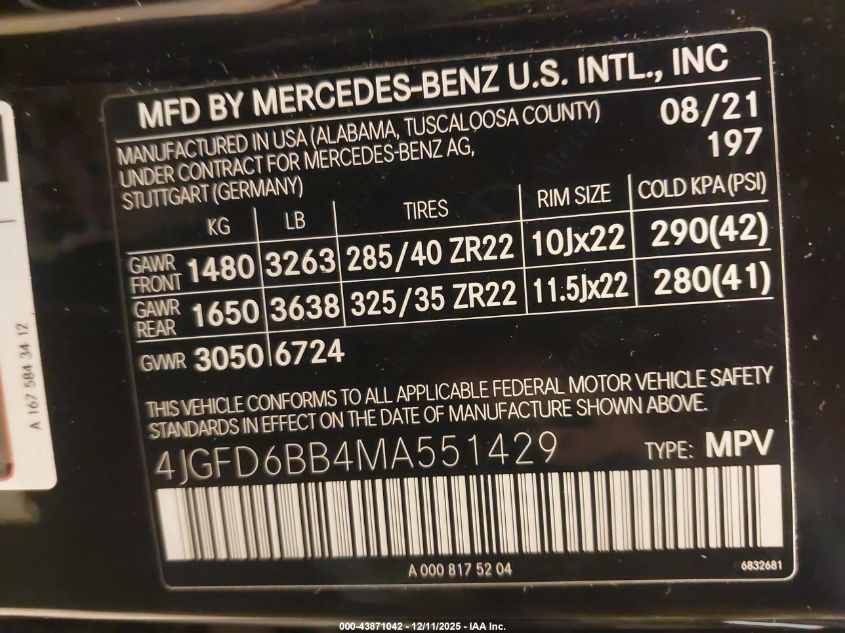 MFD BY MERCEDES-BENZ U.S. INTL., INC
MANUFACTURED IN USA (ALABAMA, TUSCALOOSA COUNTY) 08/21
UNDER CONTRACT FOR MERCEDES-BENZ AG, 197
STUTTGART (GERMANY)
KG LB TIRES RIM SIZE COLD KPA (PSI)
GAWR FRONT 1480 3263 285/40 ZR22 10Jx22 290(42)
GAWR REAR 1650 3638 325/35 ZR22 11.5Jx22 280(41)
GVWR 3050 6724
THIS VEHICLE CONFORMS TO ALL APPLICABLE FEDERAL MOTOR VEHICLE SAFETY
STANDARDS IN EFFECT ON THE DATE OF MANUFACTURE SHOWN ABOVE.
4JGFD6BB4MA551429 TYPE: MPV
A 000 817 52 04 6832681
A 167 584 34 12
000-43871042 - 12/11/2025 - IAA Inc.